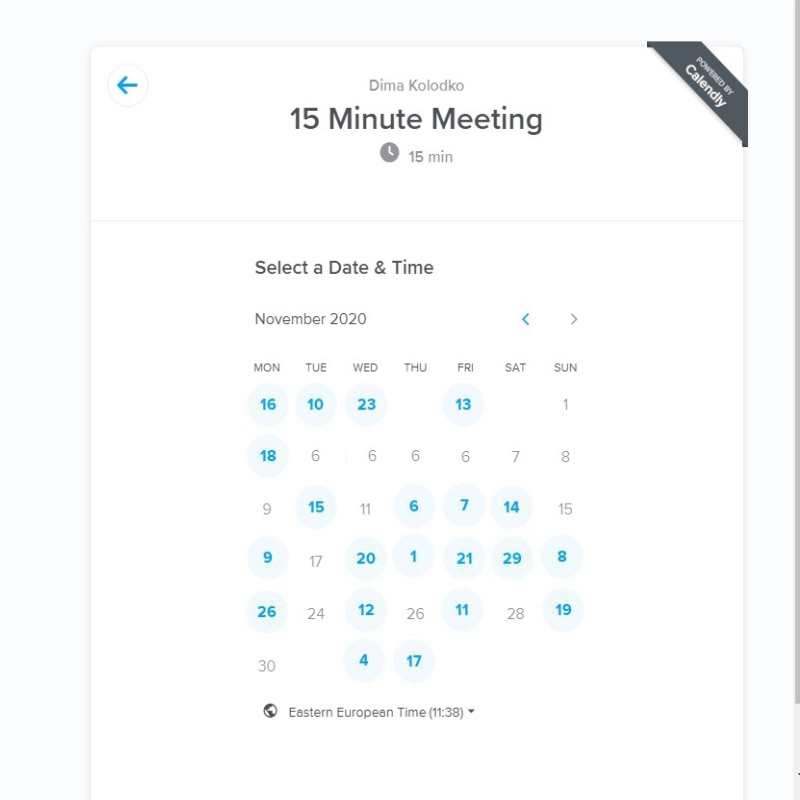 POWERED BY
Calendly
Dima Kolodko
15 Minute Meeting
15 min
Select a Date & Time
November 2020
MON TUE WED THU FRI SAT SUN
16 10 23 13 1
18 6 6 6 6 7 8
9 15 11 6 7 14 15
9 17 20 1 21 29 8
26 24 12 26 11 28 19
30 4 17
Eastern European Time (11:38)